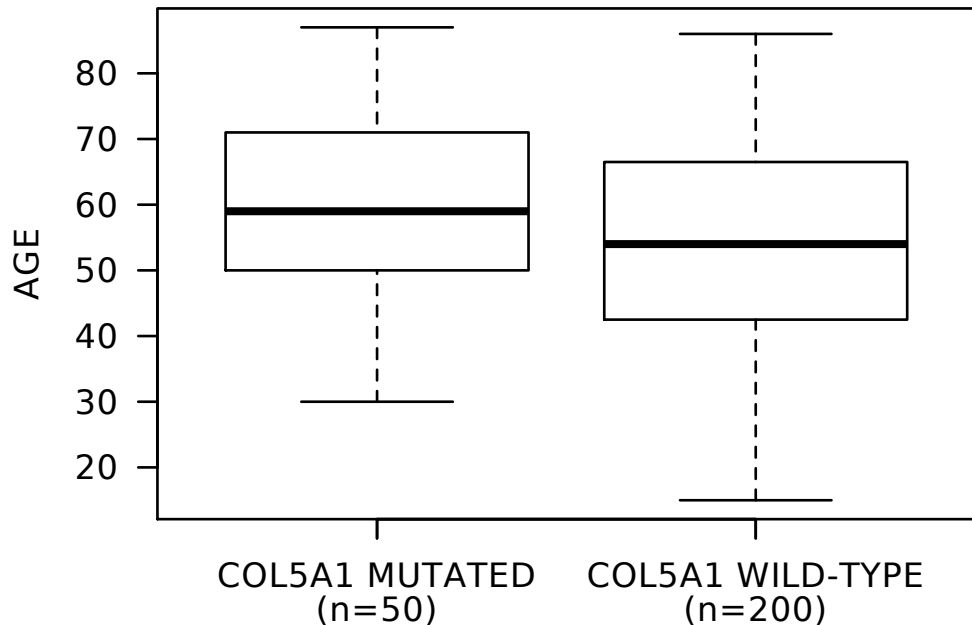 AGE
80
70
60
50
40
30
20
COL5A1 MUTATED
(n=50)
COL5A1 WILD-TYPE
(n=200)